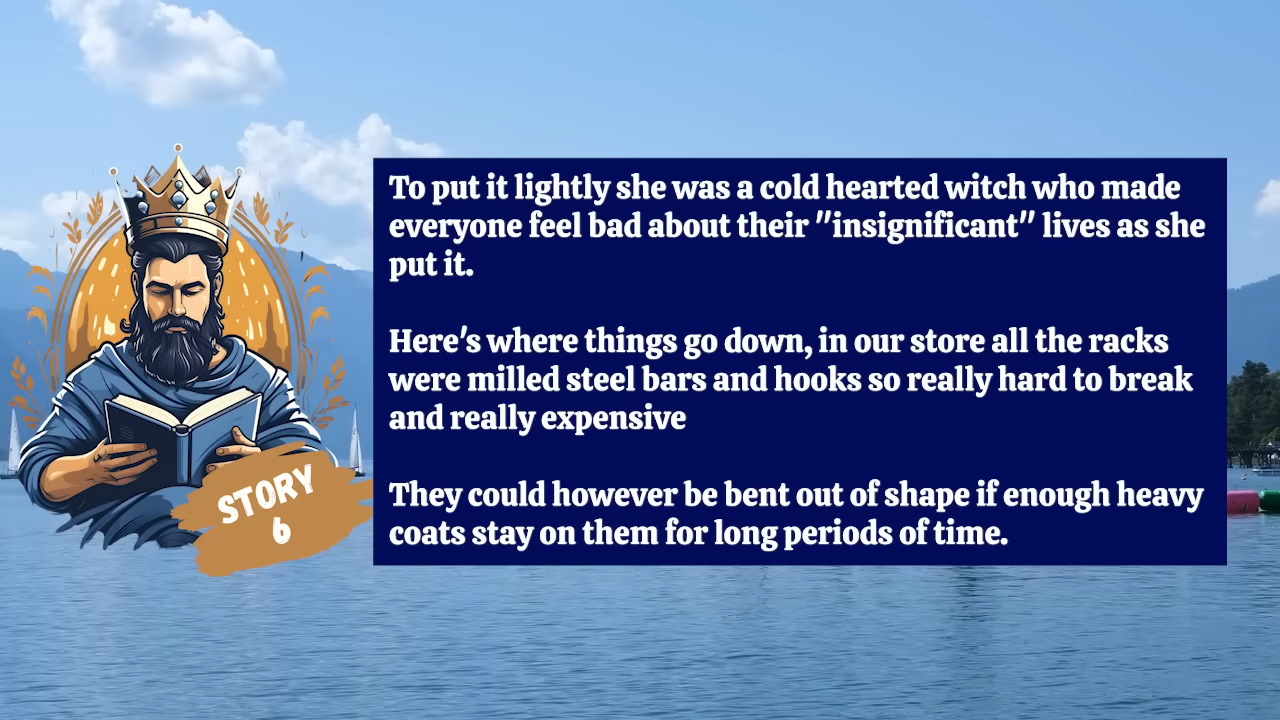 To put it lightly she was a cold hearted witch who made
everyone feel bad about their "insignificant" lives as she
put it.
Here's where things go down, in our store all the racks
were milled steel bars and hooks so really hard to break
and really expensive
They could however be bent out of shape if enough heavy
coats stay on them for long periods of time.
STORY
6